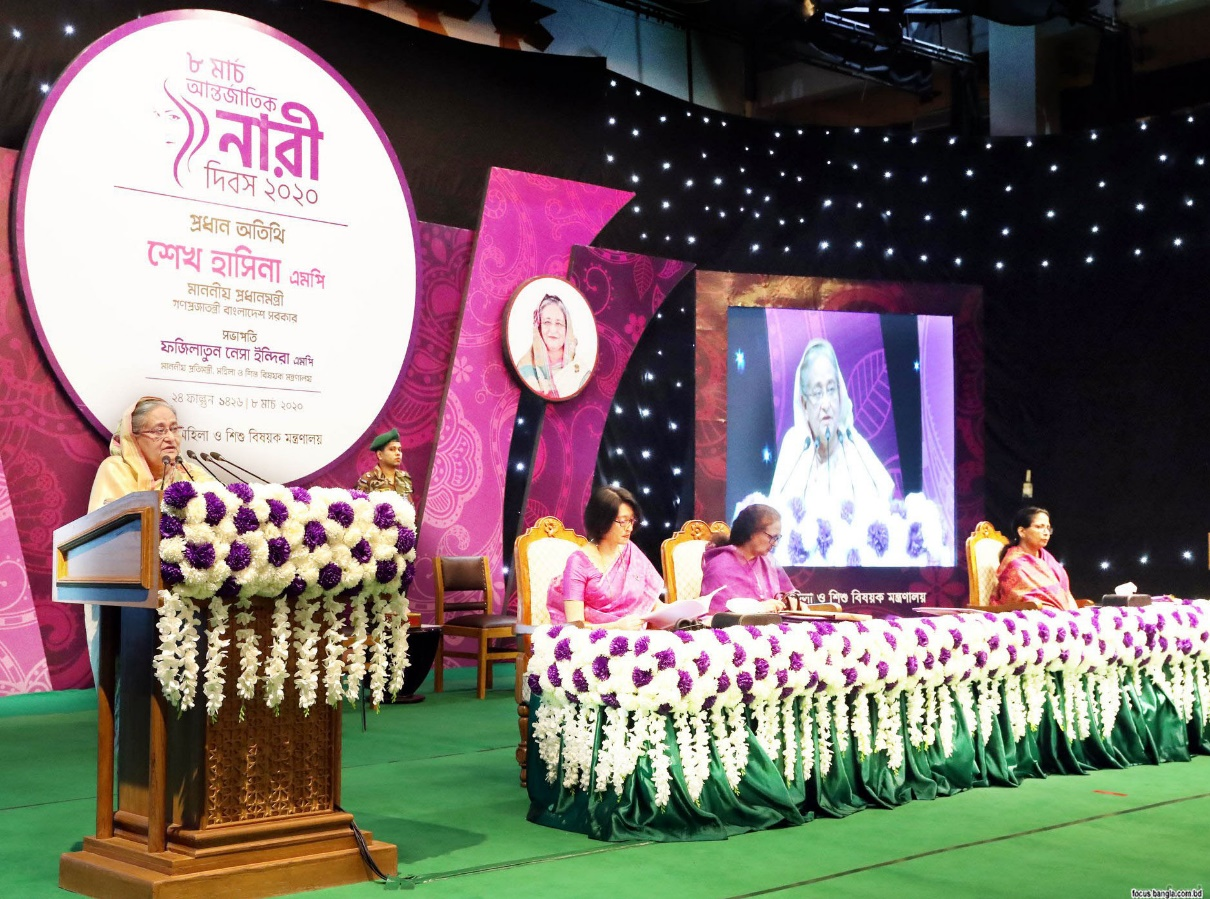 ৮ মার্চ
আন্তর্জাতিক
নারী
দিবস ২০২০
প্রধান অতিথি
শেখ হাসিনা এমপি
মাননীয় প্রধানমন্ত্রী
গণপ্রজাতন্ত্রী বাংলাদেশ সরকার
সভাপতি
ফজিলাতুন নেসা ইন্দিরা এমপি
মাননীয় প্রতিমন্ত্রী, মহিলা ও শিশু বিষয়ক মন্ত্রণালয়
২৪ ফাল্গুন ১৪২৬ | ৮ মার্চ ২০২০
মহিলা ও শিশু বিষয়ক মন্ত্রণালয়
ও শিশু বিষয়ক মন্ত্রণালয়
focus bangla.com.bd